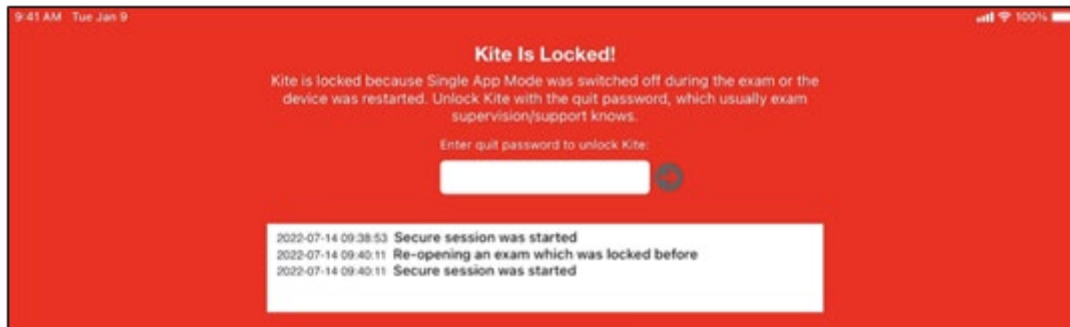 9:41 AM Tue Jan 9
100%
Kite Is Locked!
Kite is locked because Single App Mode was switched off during the exam or the
device was restarted. Unlock Kite with the quit password, which usually exam
supervision/support knows.
Enter quit password to unlock Kite:
2022-07-14 09:38:53 Secure session was started
2022-07-14 09:40:11 Re-opening an exam which was locked before
2022-07-14 09:40:11 Secure session was started